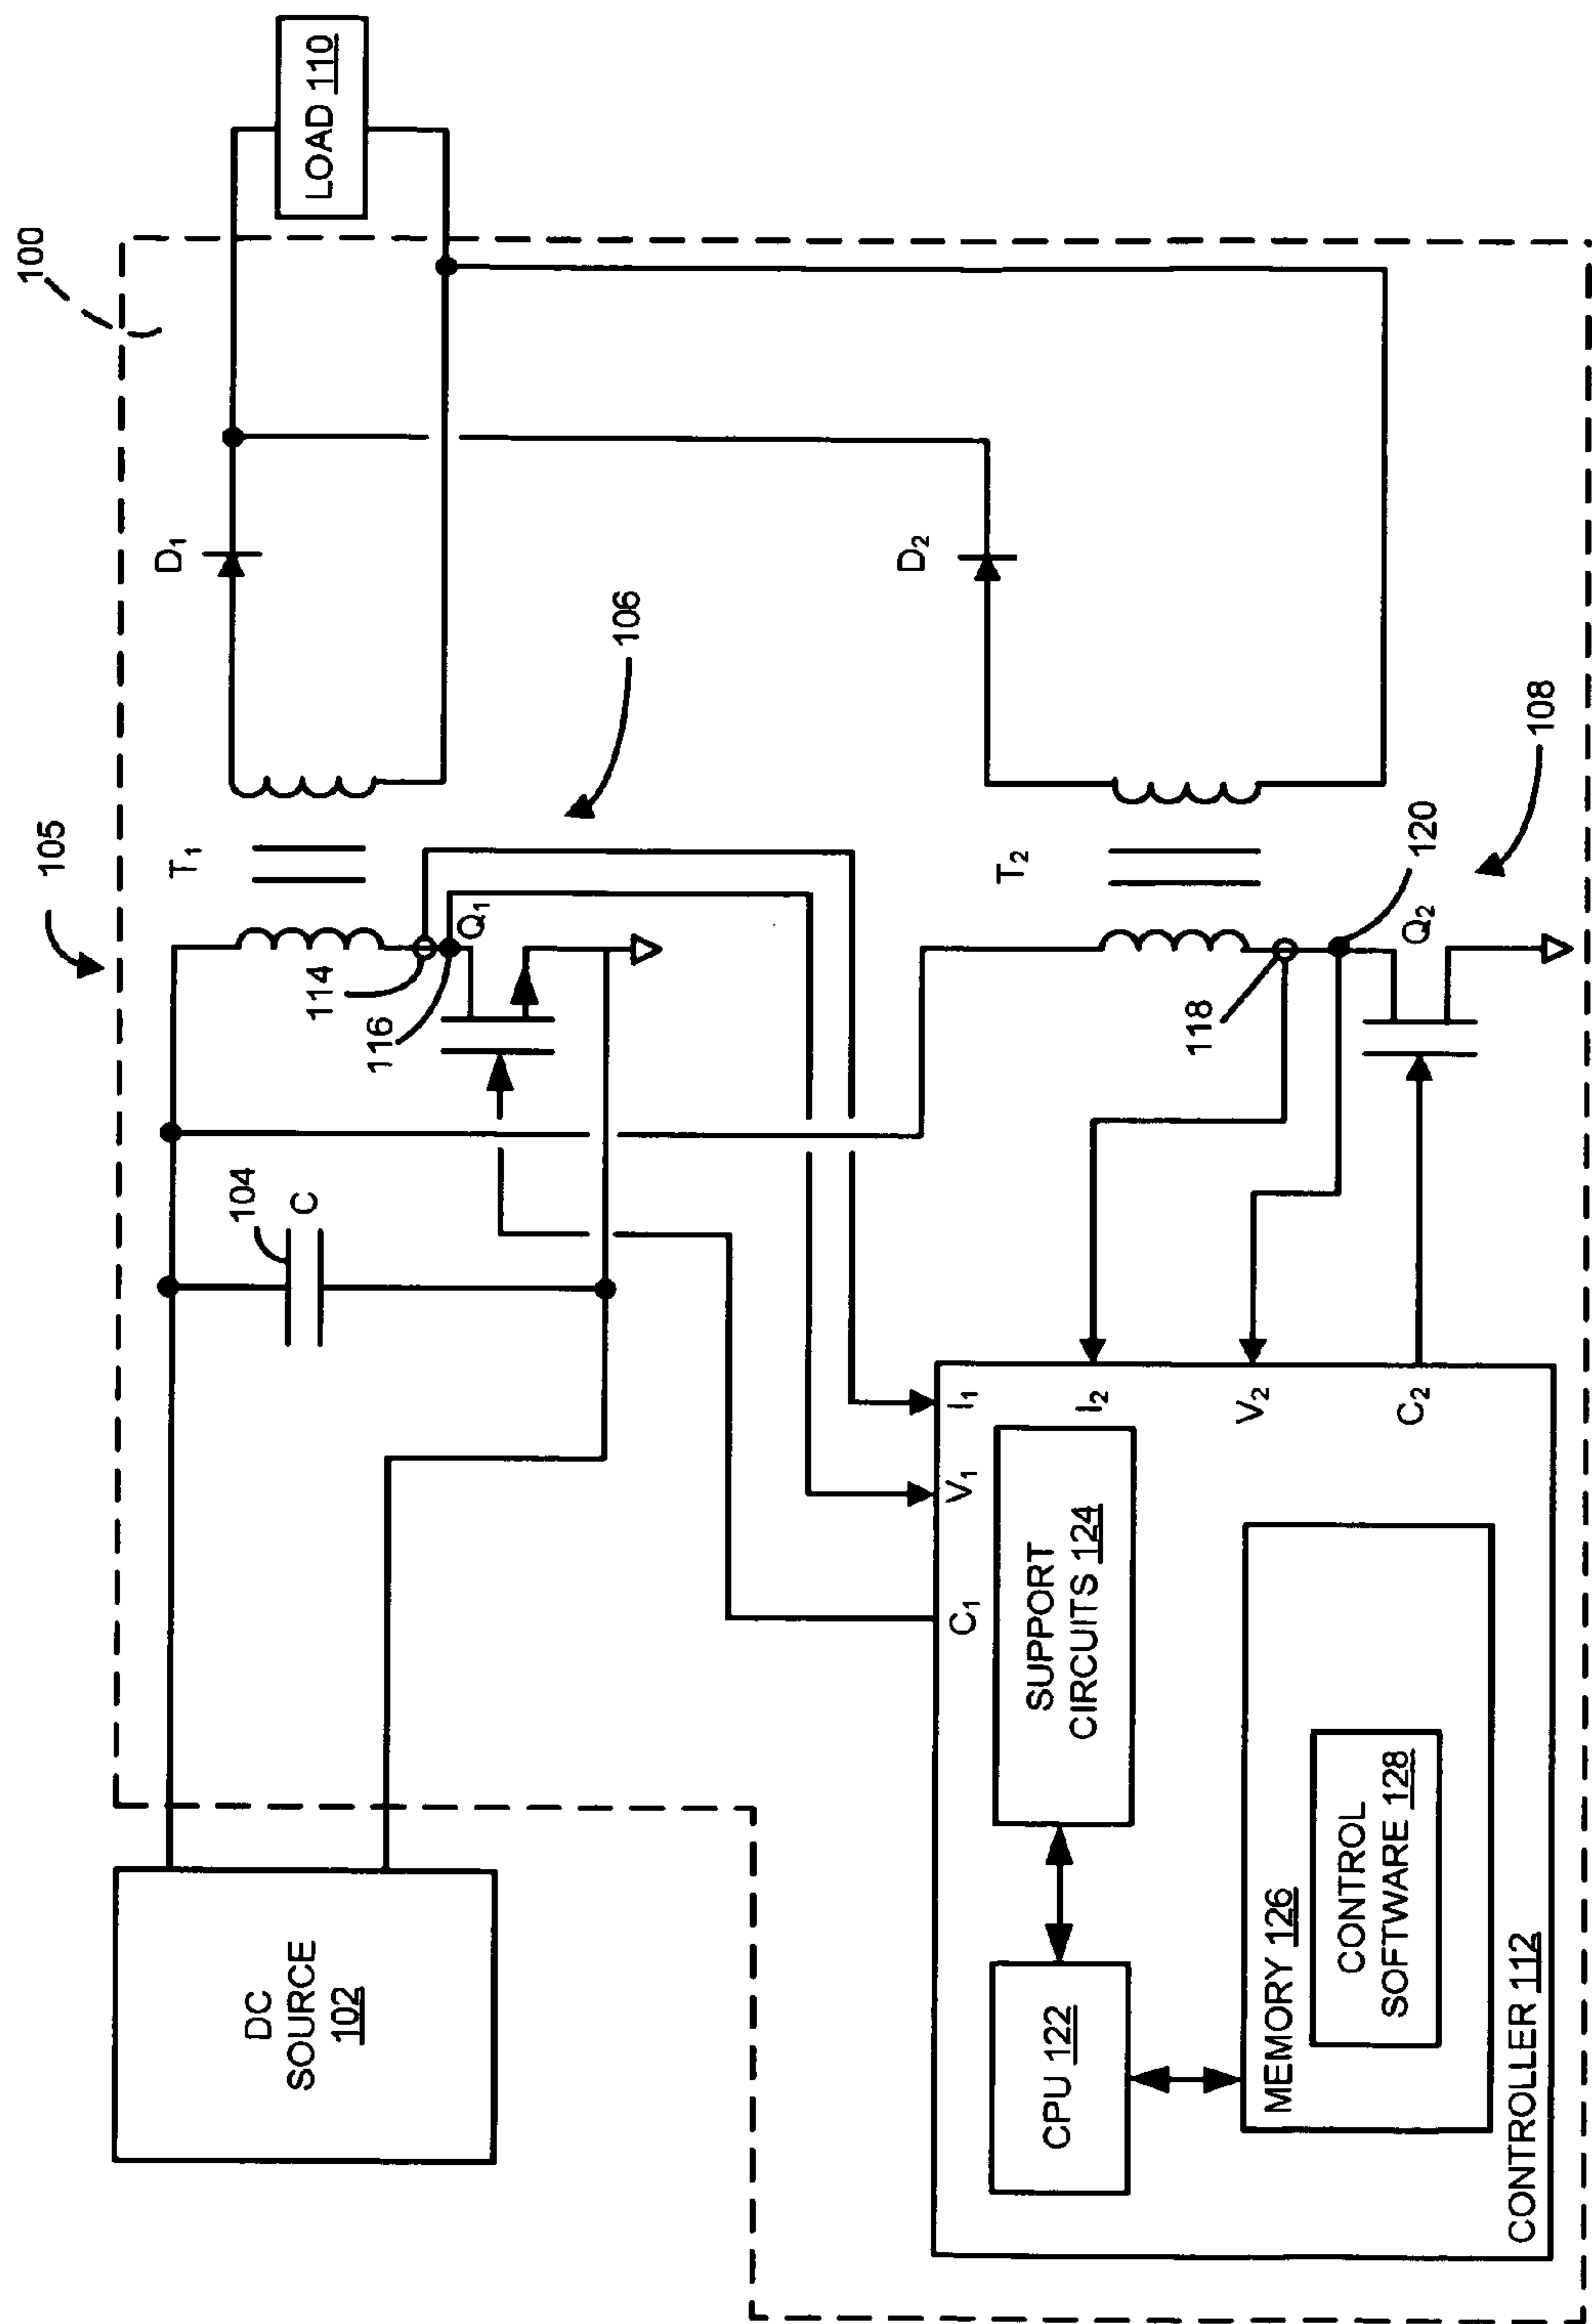 100
105
DC
SOURCE
102
104
C
T₁
114
116
Q₁
106
D₁
LOAD 110
D₂
T₂
118
120
Q₂
108
C₁
V₁
I₁
I₂
V₂
C₂
SUPPORT
CIRCUITS 124
CPU 122
MEMORY 126
CONTROL
SOFTWARE 128
CONTROLLER 112